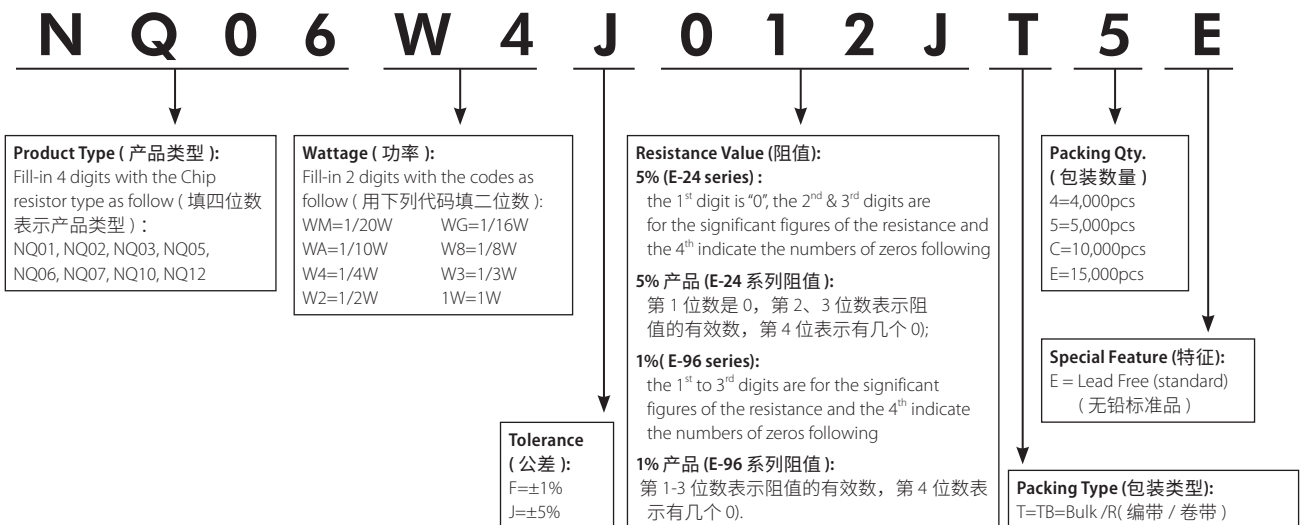 N Q 0 6 W 4 J 0 1 2 J T 5 E
Product Type ( 产品类型 ):
Fill-in 4 digits with the Chip
resistor type as follow ( 填四位数
表示产品类型 ) :
NQ01, NQ02, NQ03, NQ05,
NQ06, NQ07, NQ10, NQ12
Wattage ( 功率 ):
Fill-in 2 digits with the codes as
follow ( 用下列代码填二位数 ):
WM=1/20W WG=1/16W
WA=1/10W W8=1/8W
W4=1/4W W3=1/3W
W2=1/2W 1W=1W
Tolerance
( 公差 ):
F=±1%
J=±5%
Resistance Value (阻值):
5% (E-24 series) :
the 1st digit is "0", the 2nd & 3rd digits are
for the significant figures of the resistance and
the 4th indicate the numbers of zeros following
5% 产品 (E-24 系列阻值 ):
第 1 位数是 0，第 2、3 位数表示阻
值的有效数，第 4 位表示有几个 0);
1%( E-96 series):
the 1st to 3rd digits are for the significant
figures of the resistance and the 4th indicate
the numbers of zeros following
1% 产品 (E-96 系列阻值 ):
第 1-3 位数表示阻值的有效数，第 4 位数表
示有几个 0).
Packing Qty.
( 包装数量 )
4=4,000pcs
5=5,000pcs
C=10,000pcs
E=15,000pcs
Special Feature (特征):
E = Lead Free (standard)
( 无铅标准品 )
Packing Type (包装类型):
T=TB=Bulk /R( 编带 / 卷带 )